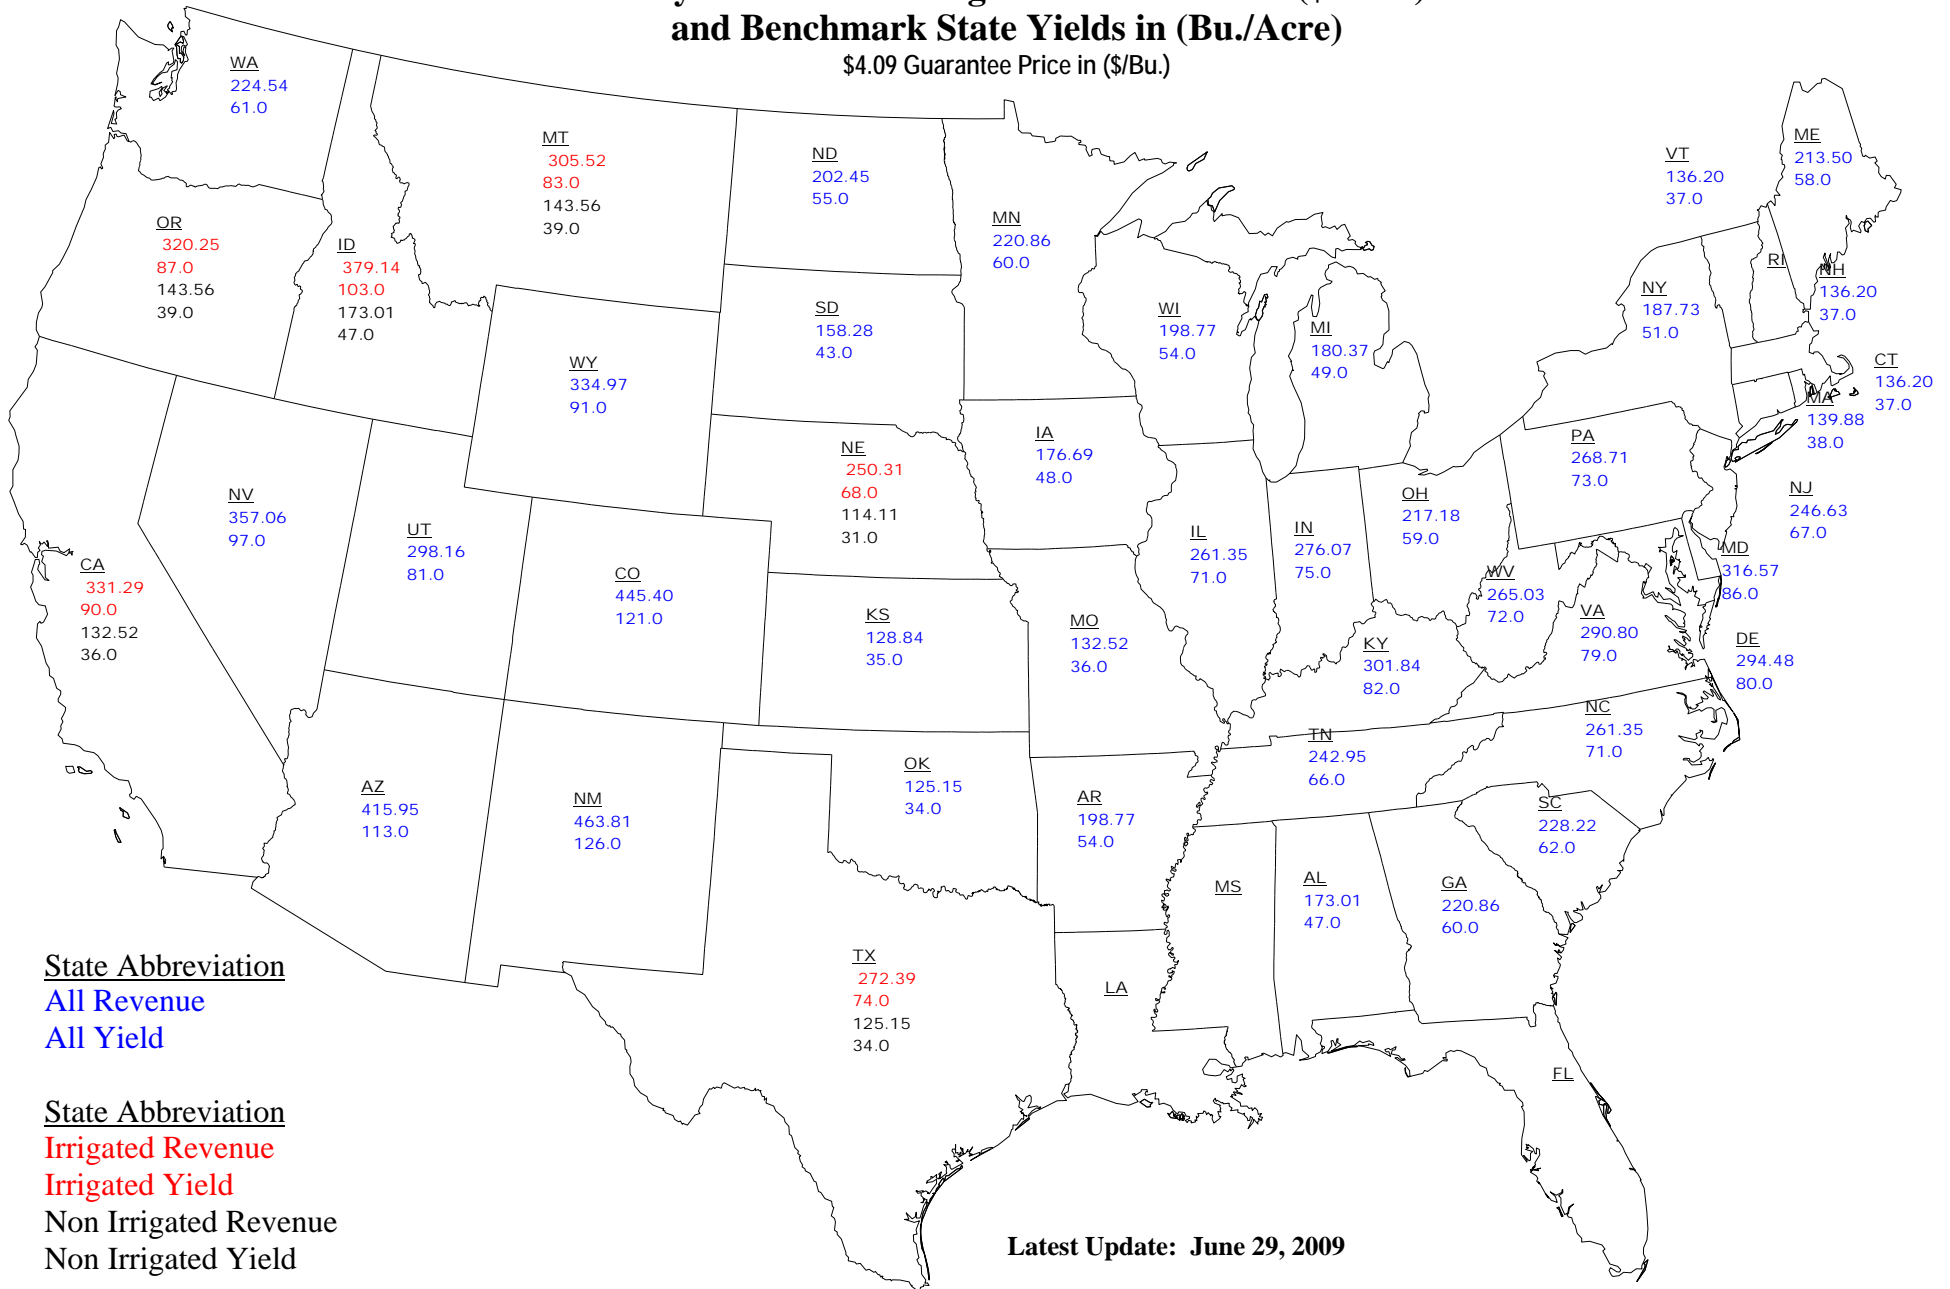 and Benchmark State Yields in (Bu./Acre)
$4.09 Guarantee Price in ($/Bu.)
WA
224.54
61.0
MT
305.52
83.0
143.56
39.0
ND
202.45
55.0
MN
220.86
60.0
VT
136.20
37.0
ME
213.50
58.0
OR
320.25
87.0
143.56
39.0
ID
379.14
103.0
173.01
47.0
RI
NH
136.20
37.0
NY
187.73
51.0
SD
158.28
43.0
WI
198.77
54.0
MI
180.37
49.0
WY
334.97
91.0
CT
136.20
37.0
MA
139.88
38.0
NE
250.31
68.0
114.11
31.0
IA
176.69
48.0
PA
268.71
73.0
NV
357.06
97.0
UT
298.16
81.0
OH
217.18
59.0
NJ
246.63
67.0
IL
261.35
71.0
IN
276.07
75.0
MD
316.57
86.0
CA
331.29
90.0
132.52
36.0
CO
445.40
121.0
WV
265.03
72.0
KS
128.84
35.0
MO
132.52
36.0
VA
290.80
79.0
KY
301.84
82.0
DE
294.48
80.0
NC
261.35
71.0
TN
242.95
66.0
OK
125.15
34.0
AZ
415.95
113.0
NM
463.81
126.0
AR
198.77
54.0
SC
228.22
62.0
MS
AL
173.01
47.0
GA
220.86
60.0
TX
272.39
74.0
125.15
34.0
LA
FL
State Abbreviation
All Revenue
All Yield
State Abbreviation
Irrigated Revenue
Irrigated Yield
Non Irrigated Revenue
Non Irrigated Yield
Latest Update: June 29, 2009